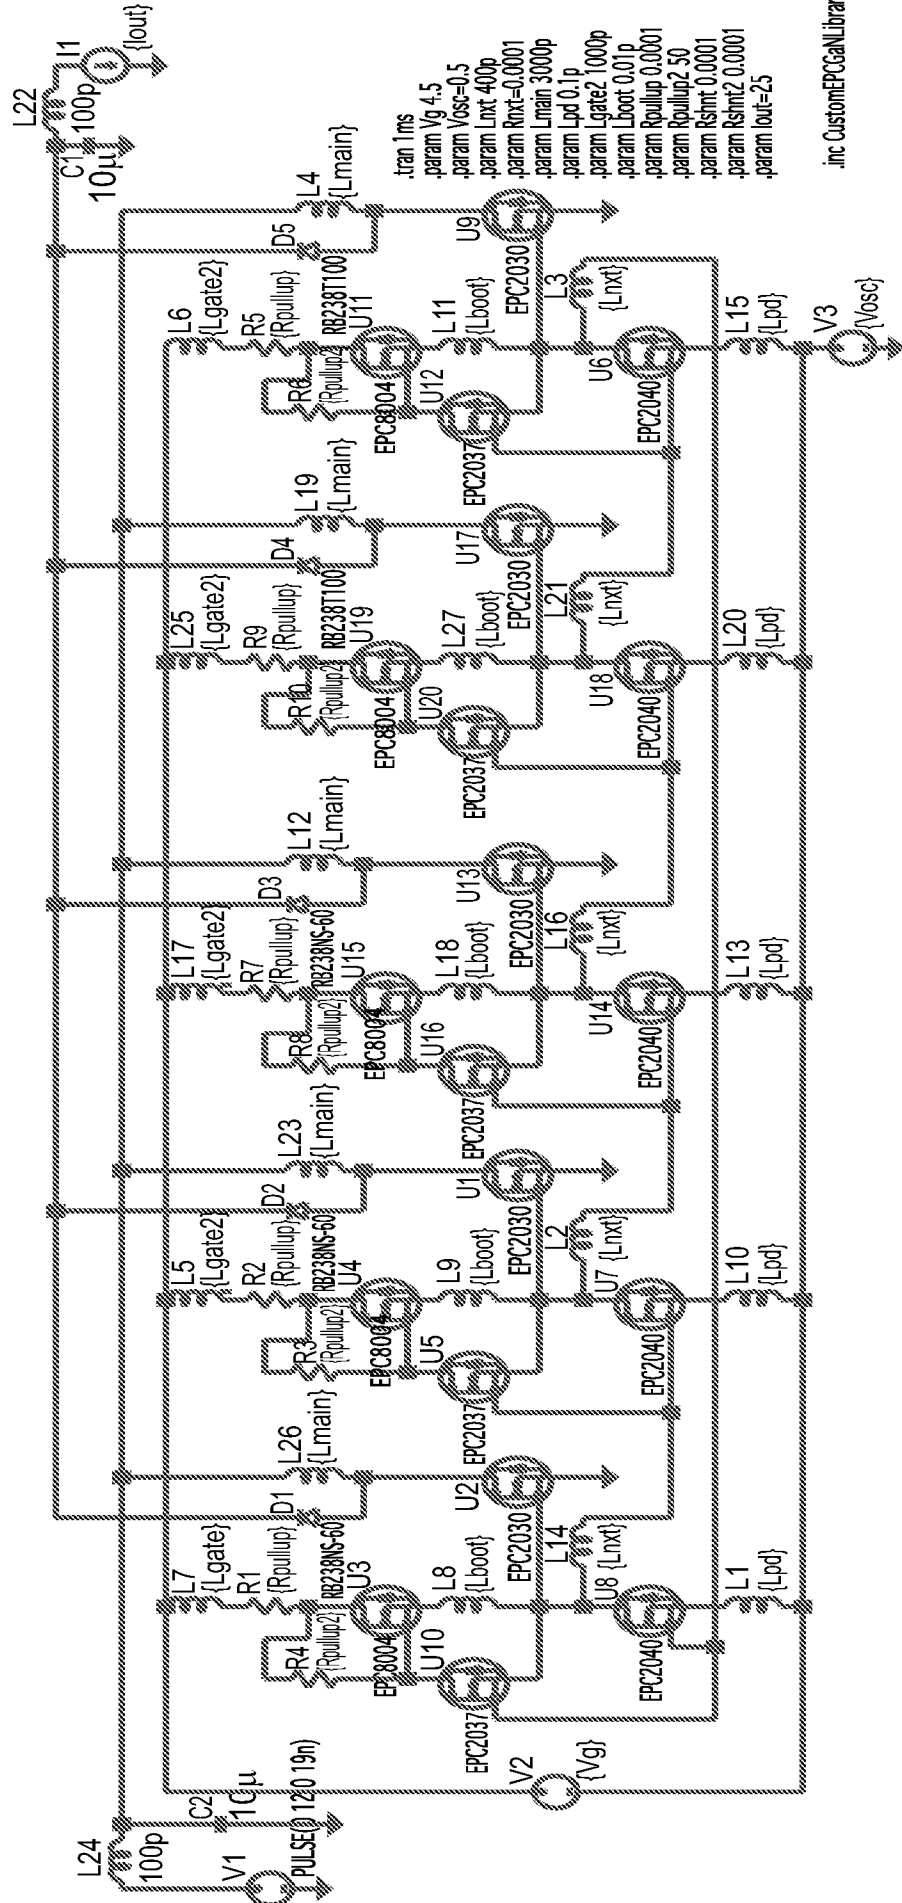 L24
100p
V1
PULSE(0 12 0 19n)
C2
10µ
V2
{Vg}
L7
{Lgate}
R1
{Rpullup}
R4
{Rpullup2}
RB238NS-60
U3
EPC8004
U10
EPC2037
L8
{Lboot}
D1
L26
{Lmain}
U2
EPC2030
L14
{Lnxt}
U8
EPC2040
L1
{Lpd}
L5
{Lgate2}
R2
{Rpullup}
R3
{Rpullup2}
RB238NS-60
U4
EPC8004
U5
EPC2037
L9
{Lboot}
D2
L23
{Lmain}
U1
EPC2030
L2
{Lnxt}
U7
EPC2040
L10
{Lpd}
L17
{Lgate2}
R7
{Rpullup}
R8
{Rpullup2}
RB238NS-60
U15
EPC8004
U16
EPC2037
L18
{Lboot}
D3
L12
{Lmain}
U13
EPC2030
L16
{Lnxt}
U14
EPC2040
L13
{Lpd}
L25
{Lgate2}
R9
{Rpullup}
R10
{Rpullup2}
RB238T100
U19
EPC8004
U20
EPC2037
L27
{Lboot}
D4
L19
{Lmain}
U17
EPC2030
L21
{Lnxt}
U18
EPC2040
L20
{Lpd}
L6
{Lgate2}
R5
{Rpullup}
R6
{Rpullup2}
RB238T100
U11
EPC8004
U12
EPC2037
L11
{Lboot}
D5
L4
{Lmain}
U9
EPC2030
L3
{Lnxt}
U6
EPC2040
L15
{Lpd}
V3
{Vosc}
L22
100p
C1
10µ
I1
{Iout}
.tran 1ms
.param Vg 4.5
.param Vosc=0.5
.param Lnxt 400p
.param Rnxt=0.0001
.param Lmain 3000p
.param Lpd 0.1p
.param Lgate2 1000p
.param Lboot 0.01p
.param Rpullup 0.0001
.param Rpullup2 50
.param Rshnt 0.0001
.param Rshnt2 0.0001
.param Iout=25
.inc CustomEPCGaNLibrar